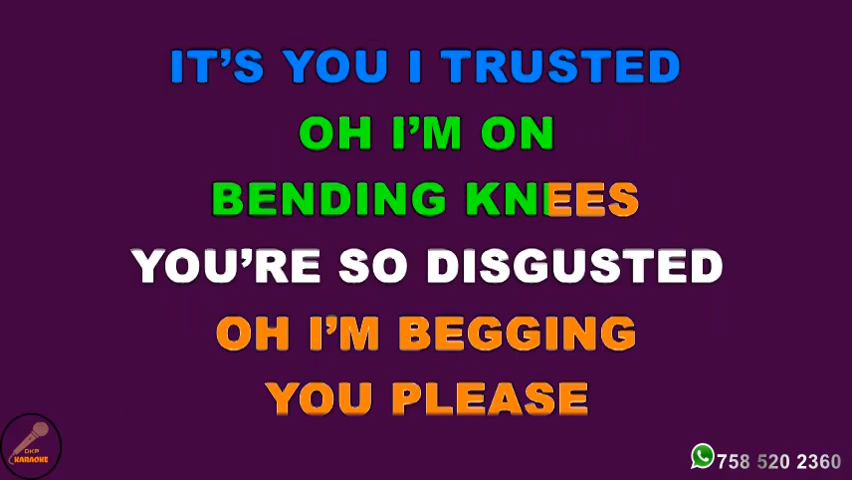 IT'S YOU I TRUSTED
OH I'M ON
BENDING KNEES
YOU'RE SO DISGUSTED
OH I'M BEGGING
YOU PLEASE
DKP
KARAOKE
758 520 2360